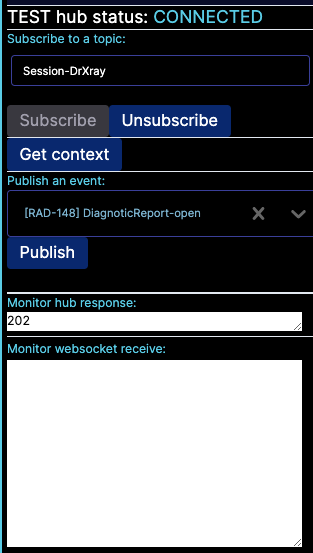 TEST hub status: CONNECTED
Subscribe to a topic:
Session-DrXray
Subscribe Unsubscribe
Get context
Publish an event:
[RAD-148] DiagnoticReport-open
Publish
Monitor hub response:
202
Monitor websocket receive: